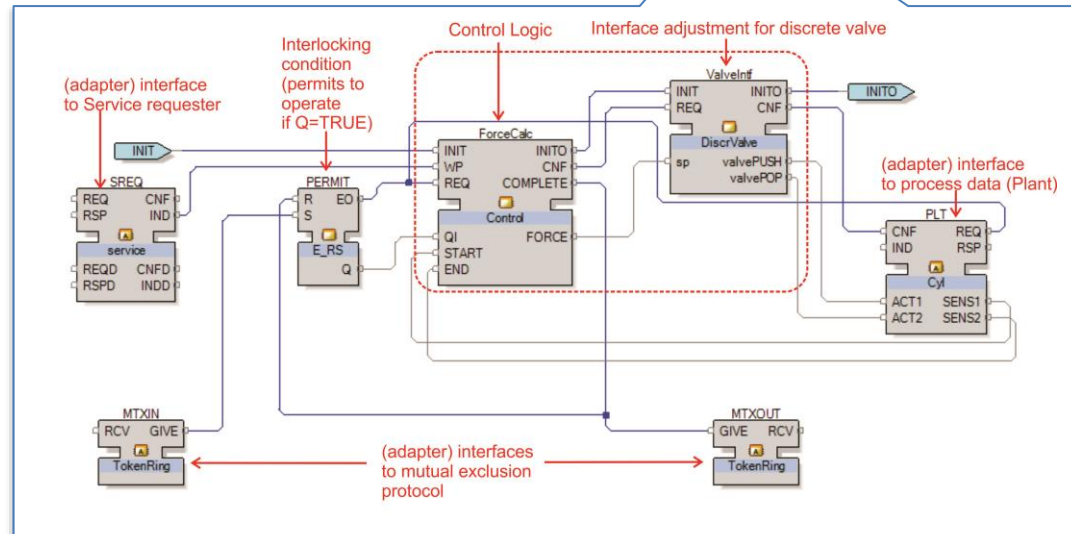 Control Logic
Interface adjustment for discrete valve
Interlocking
condition
(permits to
operate
if Q=TRUE)
(adapter) interface
to Service requester
ValveIntf
INIT INITO
REQ CNF
DiscrValve
sp valvePUSH
valvePOP
INITO
ForceCalc
INIT INITO
WP CNF
REQ COMPLETE
Control
QI FORCE
START
END
INIT
SREQ
REQ CNF
RSP IND
A
service
REQD CNFD
RSPD INDD
PERMIT
R EO
S
E_RS
Q
(adapter) interface
to process data (Plant)
PLT
CNF REQ
IND RSP
A
Cyl
ACT1 SENS1
ACT2 SENS2
MTXIN
RCV GIVE
A
TokenRing
(adapter) interfaces
to mutual exclusion
protocol
MTXOUT
GIVE RCV
A
TokenRing